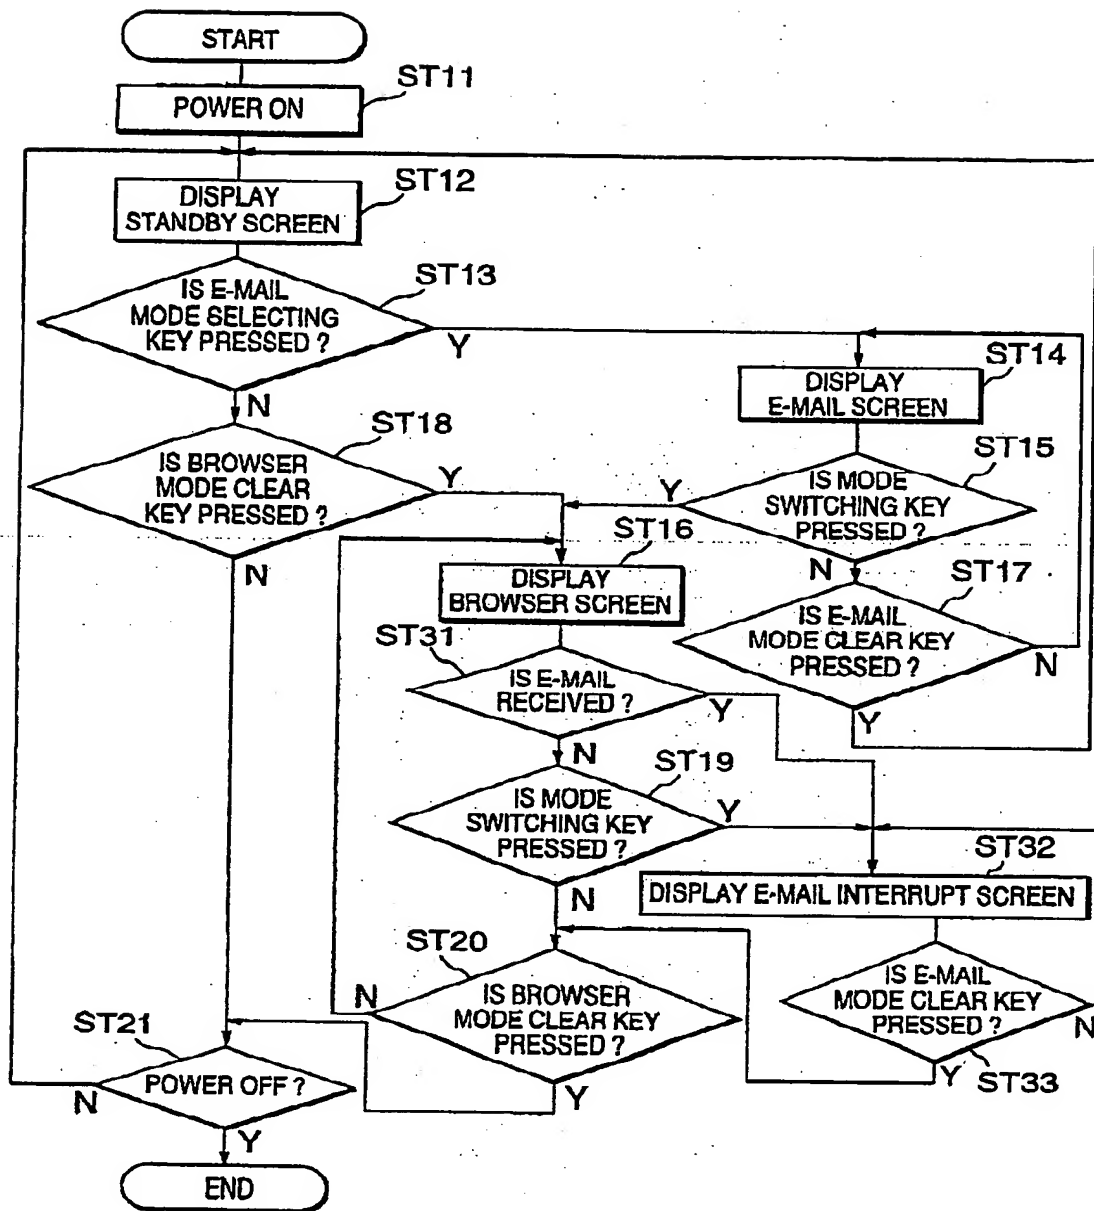 START
ST11
POWER ON
ST12
DISPLAY
STANDBY SCREEN
ST13
IS E-MAIL
MODE SELECTING
KEY PRESSED ?
Y
N
ST14
DISPLAY
E-MAIL SCREEN
ST18
IS BROWSER
MODE CLEAR
KEY PRESSED ?
Y
N
ST15
IS MODE
SWITCHING KEY
PRESSED ?
Y
N
ST16
DISPLAY
BROWSER SCREEN
ST17
IS E-MAIL
MODE CLEAR KEY
PRESSED ?
N
Y
ST31
IS E-MAIL
RECEIVED ?
Y
N
ST19
IS MODE
SWITCHING KEY
PRESSED ?
Y
N
ST32
DISPLAY E-MAIL INTERRUPT SCREEN
ST20
IS BROWSER
MODE CLEAR KEY
PRESSED ?
N
Y
IS E-MAIL
MODE CLEAR KEY
PRESSED ?
N
Y
ST33
ST21
POWER OFF ?
N
Y
END